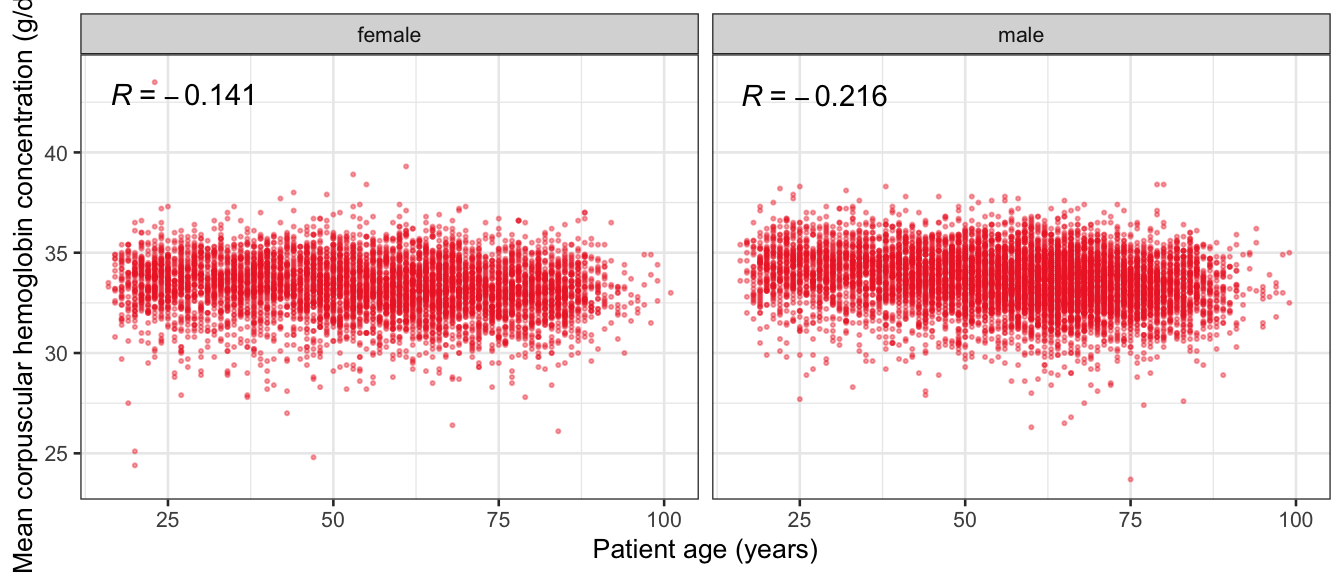 female
male
R = −0.141
R = −0.216
Mean corpuscular hemoglobin concentration (g/d
40
35
30
25
25 50 75 100
25 50 75 100
Patient age (years)